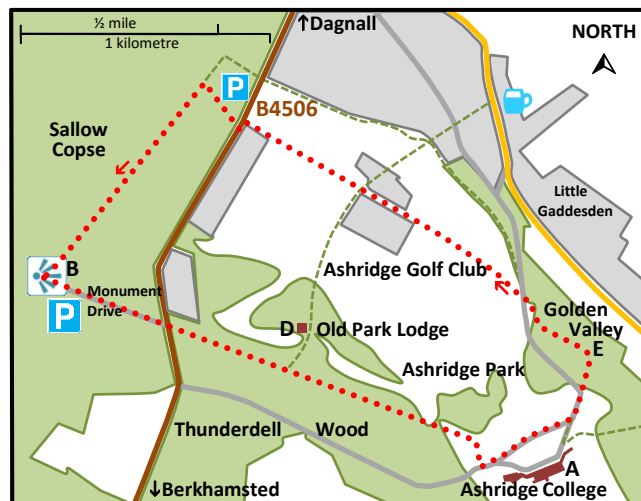 ½ mile
1 kilometre
↑Dagnall
NORTH
P
B4506
Sallow
Copse
Little
Gaddesden
B
Ashridge Golf Club
Monument
Drive
P
Golden
Valley
D
Old Park Lodge
E
Ashridge Park
Thunderdell Wood
A
Ashridge College
↓Berkhamsted